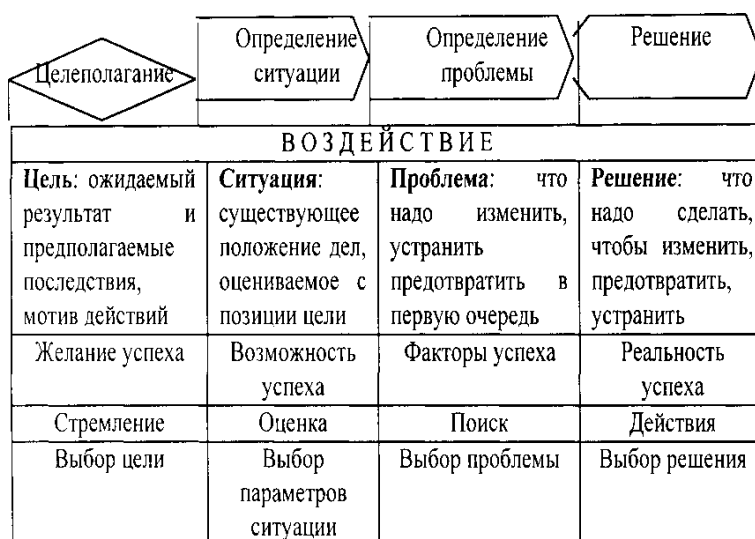 Целеполагание
Определение
ситуации
Определение
проблемы
Решение
ВОЗДЕЙСТВИЕ
Цель: ожидаемый
результат и
предполагаемые
последствия,
мотив действий
Ситуация:
существующее
положение дел,
оцениваемое с
позиции цели
Проблема: что
надо изменить,
устранить
предотвратить в
первую очередь
Решение: что
надо сделать,
чтобы изменить,
предотвратить,
устранить
Желание успеха
Возможность
успеха
Факторы успеха
Реальность
успеха
Стремление
Оценка
Поиск
Действия
Выбор цели
Выбор
параметров
ситуации
Выбор проблемы
Выбор решения